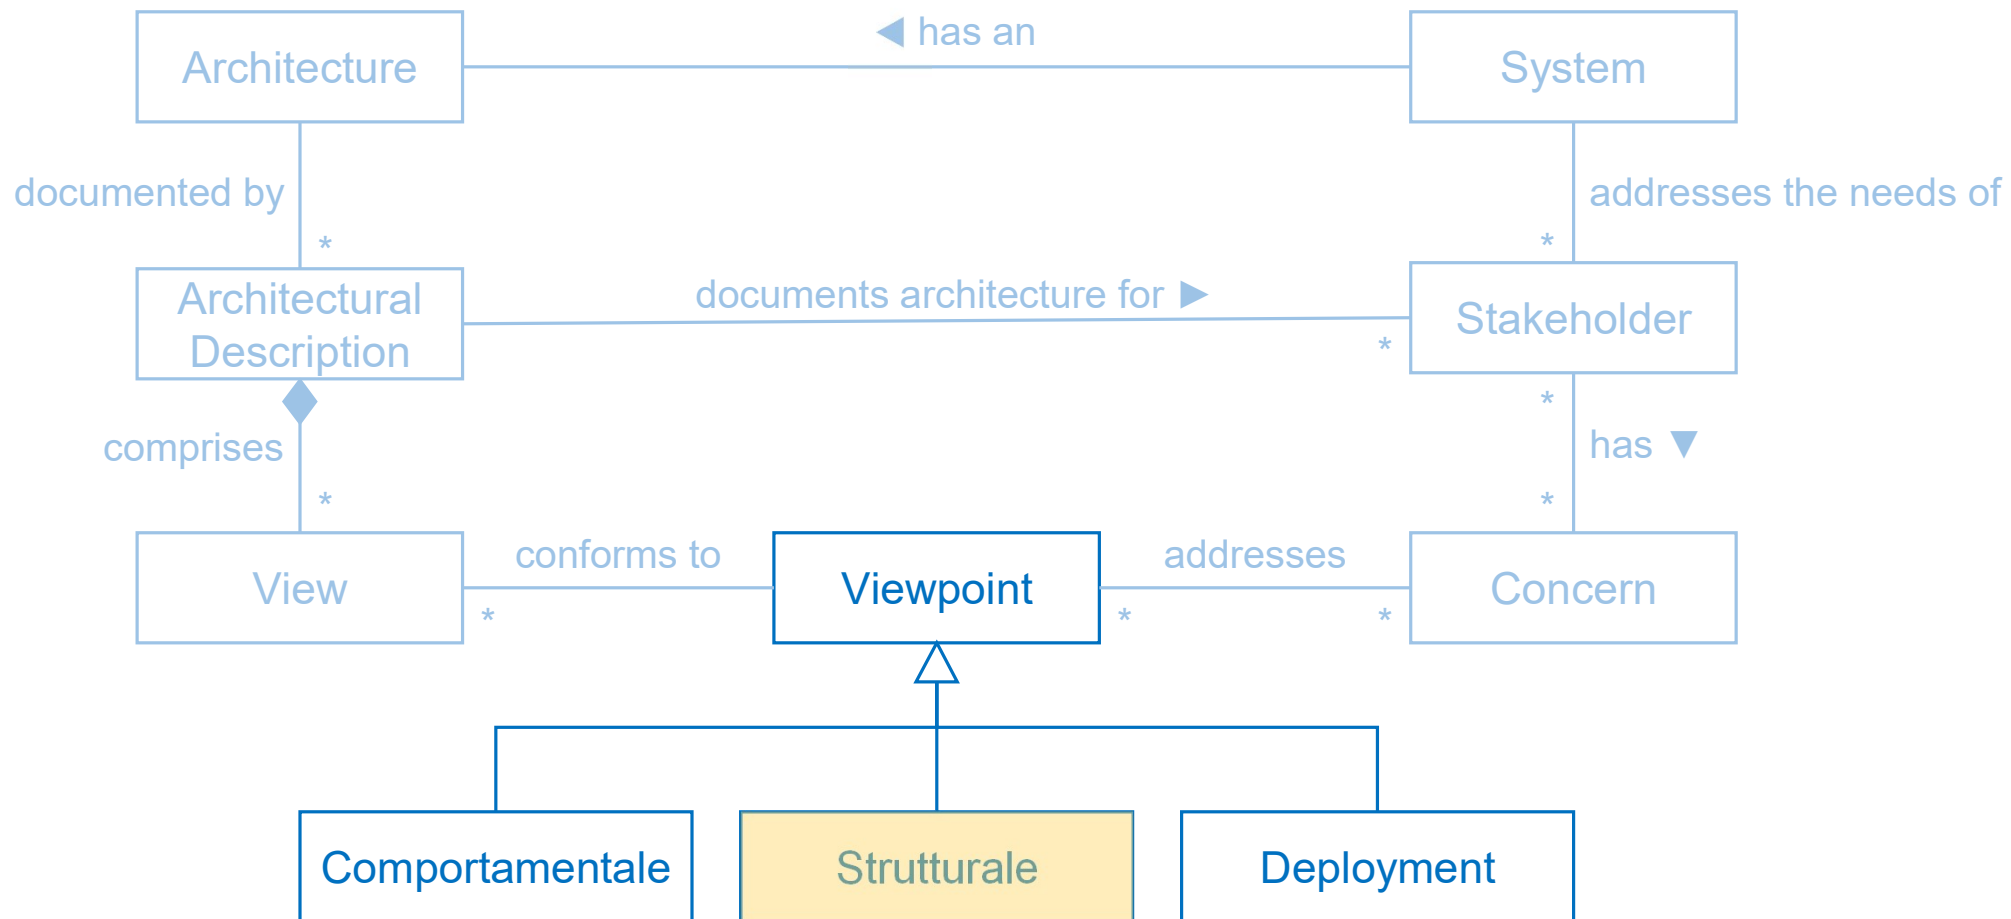 ◄ has an
Architecture
System
documented by
addresses the needs of
*
*
Architectural
Description
documents architecture for ►
Stakeholder
*
*
comprises
has ▼
*
*
conforms to
addresses
View
Viewpoint
Concern
*
*
*
Comportamentale
Strutturale
Deployment